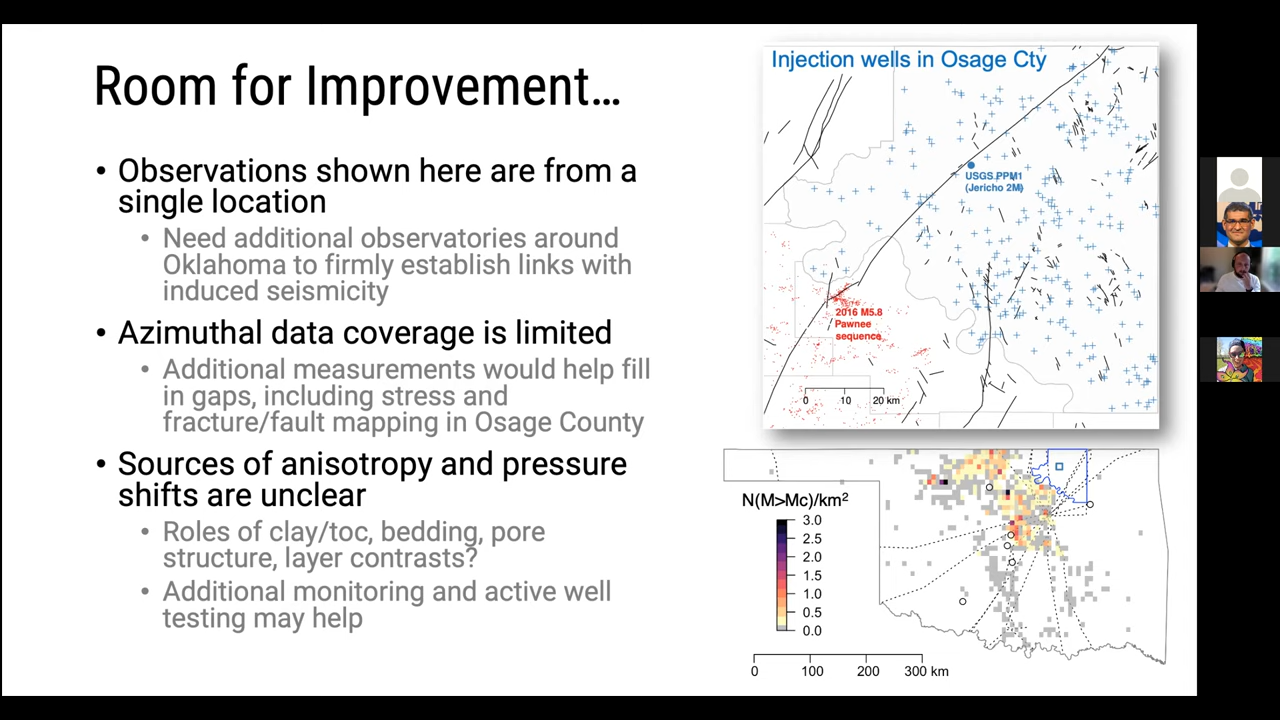 Room for Improvement…
• Observations shown here are from a
single location
• Need additional observatories around
Oklahoma to firmly establish links with
induced seismicity
• Azimuthal data coverage is limited
• Additional measurements would help fill
in gaps, including stress and
fracture/fault mapping in Osage County
• Sources of anisotropy and pressure
shifts are unclear
• Roles of clay/toc, bedding, pore
structure, layer contrasts?
• Additional monitoring and active well
testing may help
Injection wells in Osage Cty
USGS PPM1
(Jericho 2M)
2016 M5.8
Pawnee
sequence
0 10 20 km
N(M>Mc)/km²
3.0
2.5
2.0
1.5
1.0
0.5
0.0
0 100 200 300 km